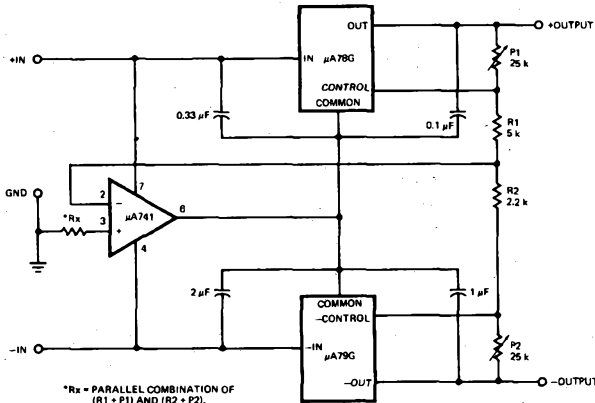 OUT
+OUTPUT
+IN
IN
μA78G
P1
25 k
CONTROL
COMMON
0.33 μF
0.1 μF
R1
5 k
GND
2
7
6
R2
2.2 k
−
μA741
*Rx
3
+
4
2 μF
COMMON
1 μF
−CONTROL
−IN
−IN
μA79G
P2
25 k
−OUT
−OUTPUT
*Rx = PARALLEL COMBINATION OF
(R1 + P1) AND (R2 + P2).